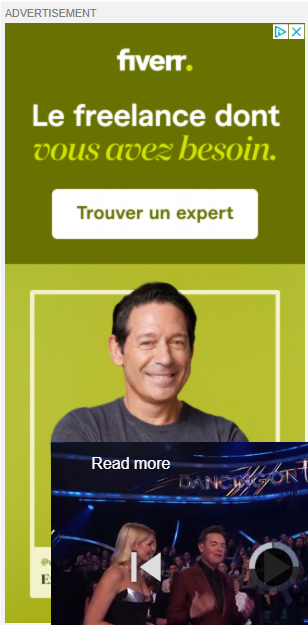 ADVERTISEMENT
fiverr.
Le freelance dont
vous avez besoin.
Trouver un expert
Read more
DANCING ON